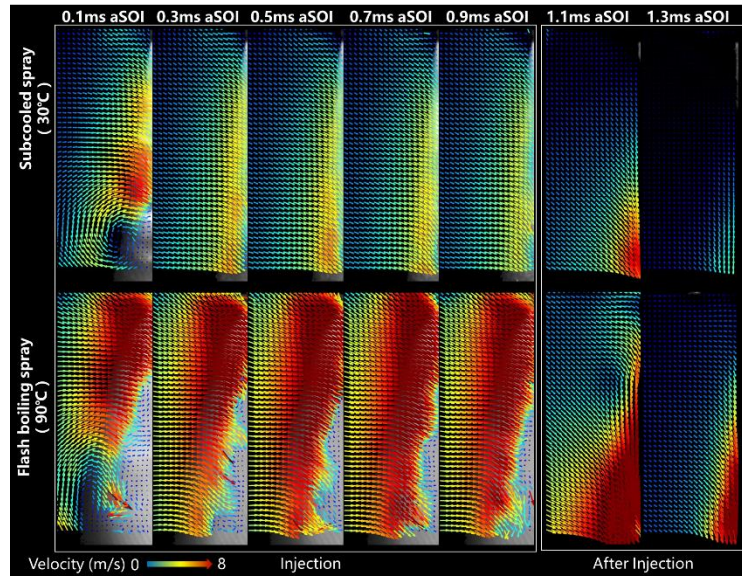 0.1ms aSOI 0.3ms aSOI 0.5ms aSOI 0.7ms aSOI 0.9ms aSOI 1.1ms aSOI 1.3ms aSOI
Subcooled spray
(30℃)
Flash boiling spray
(90℃)
Velocity (m/s) 0 8 Injection After Injection